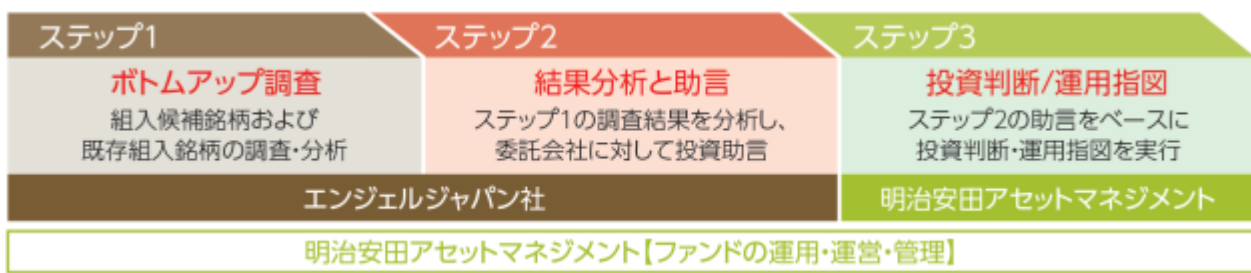 ステップ1
ステップ2
ステップ3
ボトムアップ調査
組入候補銘柄および
既存組入銘柄の調査・分析
結果分析と助言
ステップ1の調査結果を分析し、
委託会社に対して投資助言
投資判断/運用指図
ステップ2の助言をベースに
投資判断・運用指図を実行
エンジェルジャパン社
明治安田アセットマネジメント
明治安田アセットマネジメント【ファンドの運用・運営・管理】